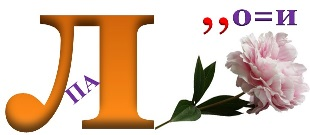 Л
ПА
,, о=и